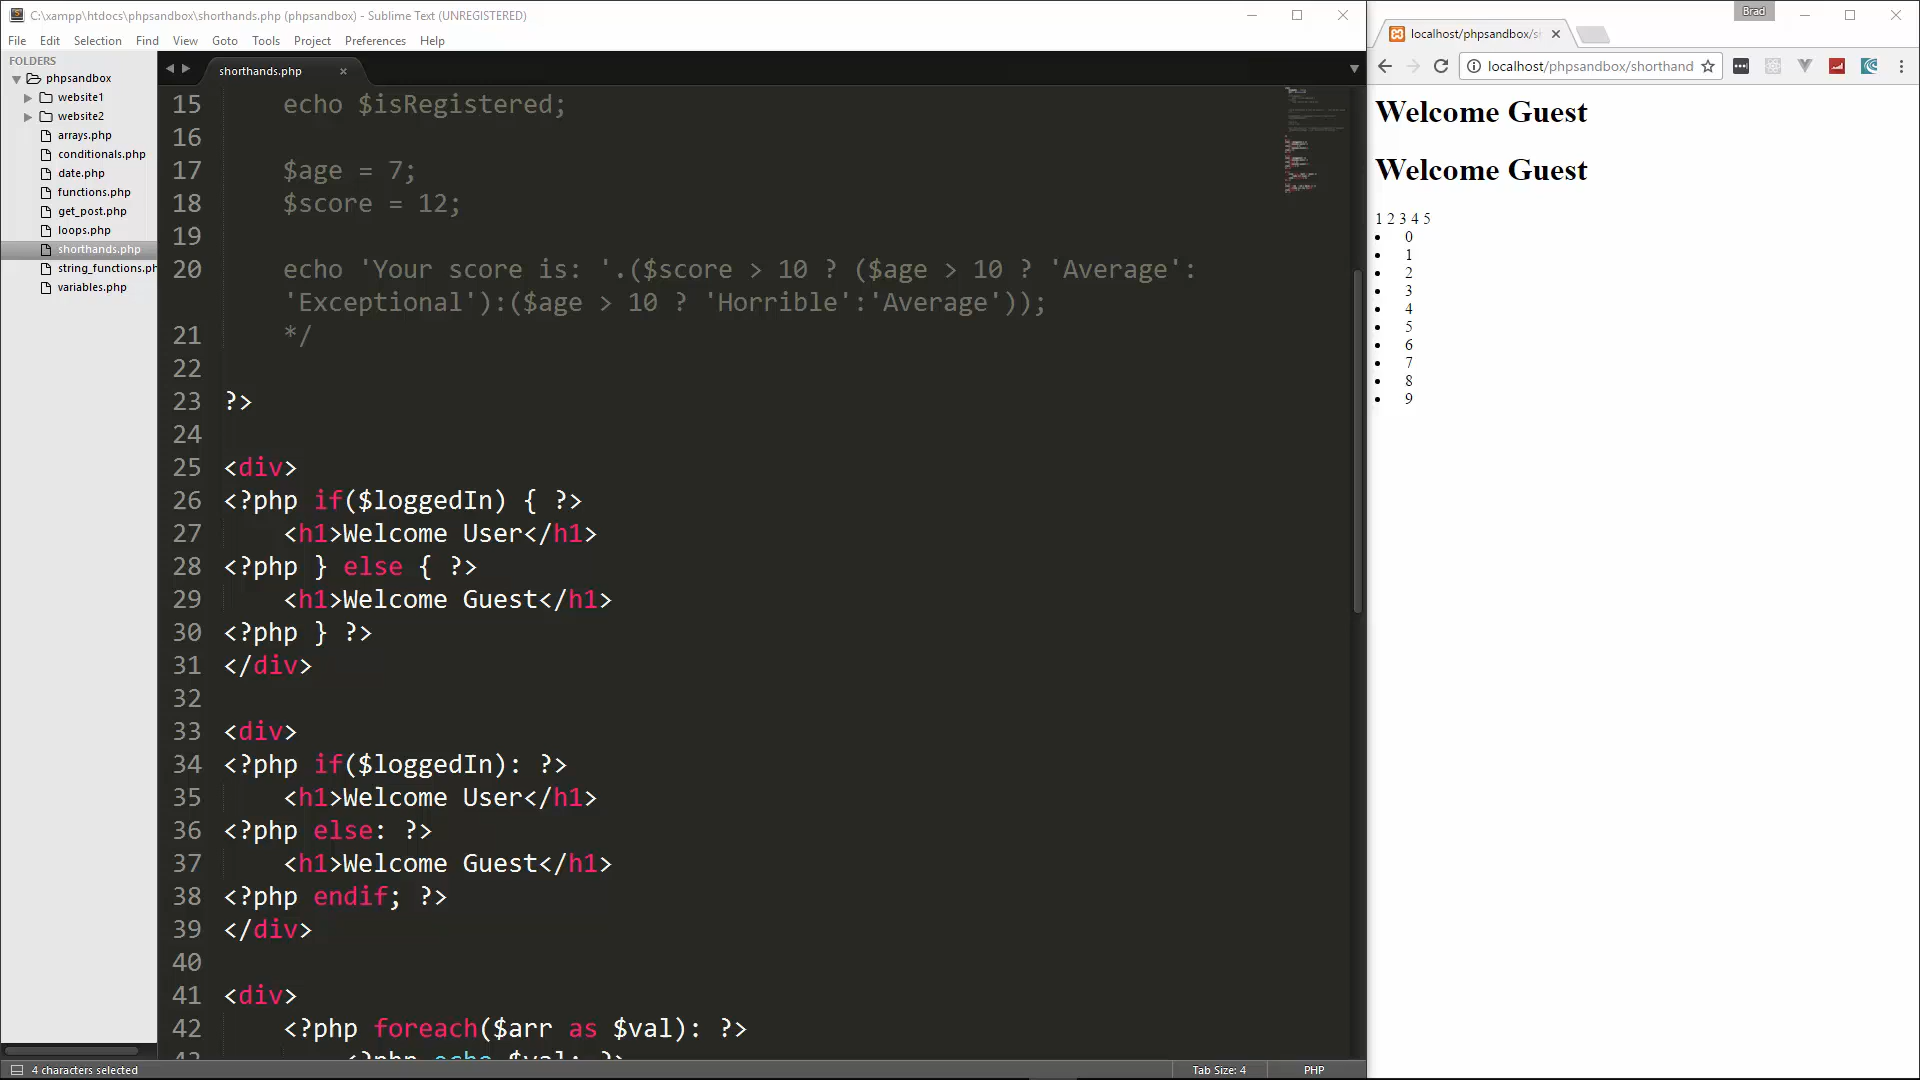 C:\xampp\htdocs\phpsandbox\shorthands.php (phpsandbox) - Sublime Text (UNREGISTERED)
File Edit Selection Find View Goto Tools Project Preferences Help
FOLDERS
phpsandbox
website1
website2
arrays.php
conditionals.php
date.php
functions.php
get_post.php
loops.php
shorthands.php
string_functions.ph
variables.php
shorthands.php
15 echo $isRegistered;
16
17 $age = 7;
18 $score = 12;
19
20 echo 'Your score is: '.($score > 10 ? ($age > 10 ? 'Average':
'Exceptional'):($age > 10 ? 'Horrible':'Average'));
21 */
22
23 ?>
24
25 <div>
26 <?php if($loggedIn) { ?>
27 <h1>Welcome User</h1>
28 <?php } else { ?>
29 <h1>Welcome Guest</h1>
30 <?php } ?>
31 </div>
32
33 <div>
34 <?php if($loggedIn): ?>
35 <h1>Welcome User</h1>
36 <?php else: ?>
37 <h1>Welcome Guest</h1>
38 <?php endif; ?>
39 </div>
40
41 <div>
42 <?php foreach($arr as $val): ?>
43 <?php echo $val; ?>
4 characters selected
Tab Size: 4
PHP
Brad
localhost/phpsandbox/s
localhost/phpsandbox/shorthand
Welcome Guest
Welcome Guest
1 2 3 4 5
• 0
• 1
• 2
• 3
• 4
• 5
• 6
• 7
• 8
• 9